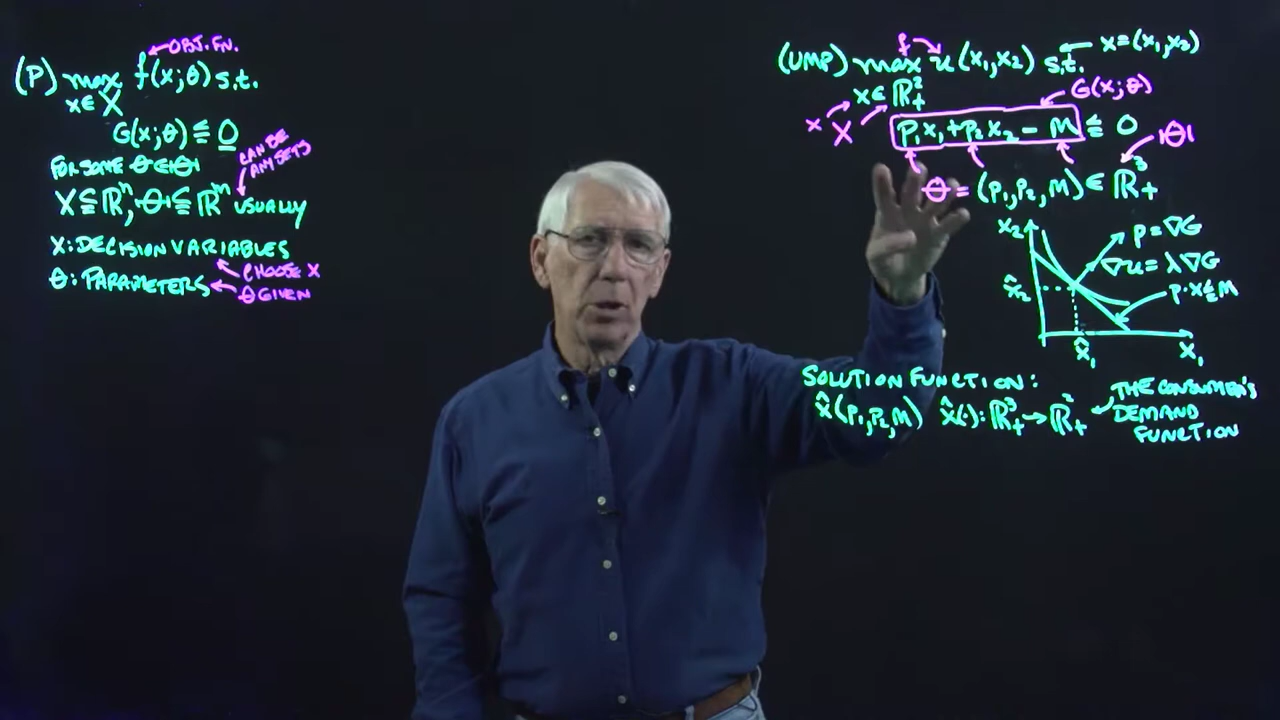 OBJ. FN.
(P) max f(x;θ) s.t.
x∈X
G(x;θ) ≦ 0
CAN BE
ANY SETS
FOR SOME θ∈Θ
X⊆ℝⁿ, Θ⊆ℝᵐ USUALLY
X: DECISION VARIABLES
CHOOSE X
θ: PARAMETERS
θ GIVEN
f
x=(x₁,x₂)
(UMP) max u(x₁,x₂) s.t.
x∈ℝ²₊
G(x;θ)
x X
p₁x₁+p₂x₂−M ≦ 0
Θ
θ=(p₁,p₂,M)∈ℝ³₊
x₂
p=∇G
∇u=λ∇G
x̂₂
p·x≦M
x̂₁
x₁
SOLUTION FUNCTION:
x̂(p₁,p₂,M) x̂(·):ℝ³₊→ℝ²₊
THE CONSUMER'S
DEMAND
FUNCTION